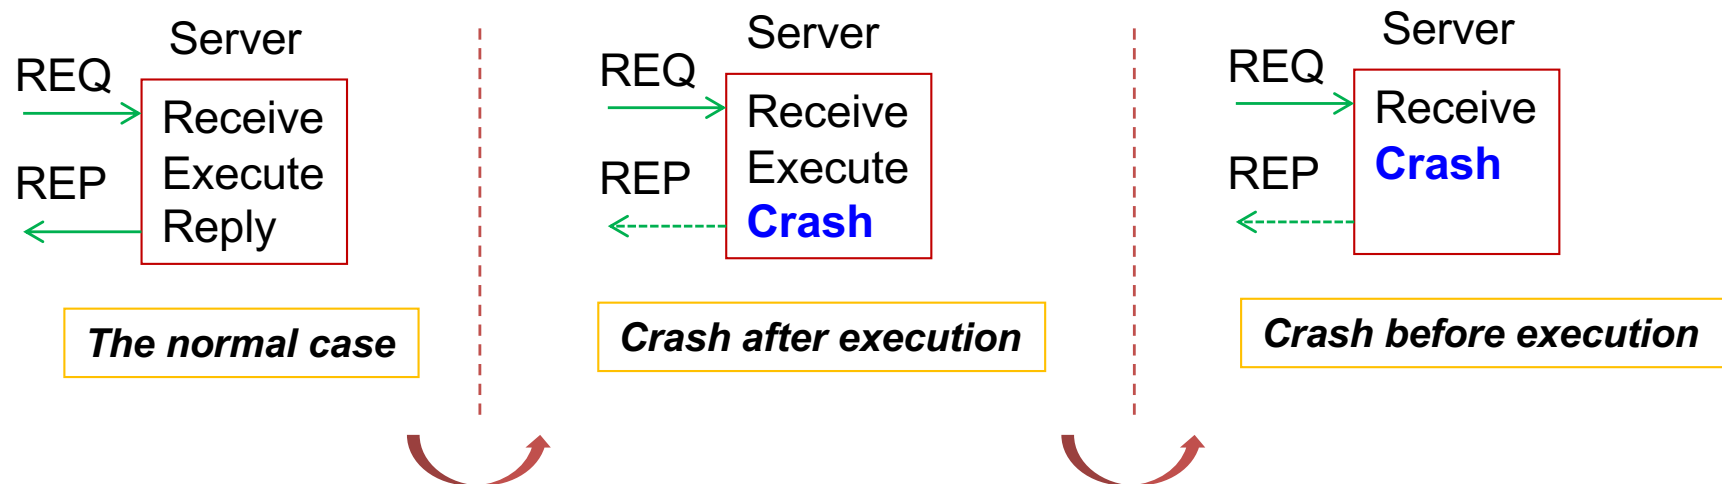 Server
REQ
Receive
Execute
REP
Reply
The normal case
Server
REQ
Receive
Execute
REP
Crash
Crash after execution
Server
REQ
Receive
Crash
REP
Crash before execution